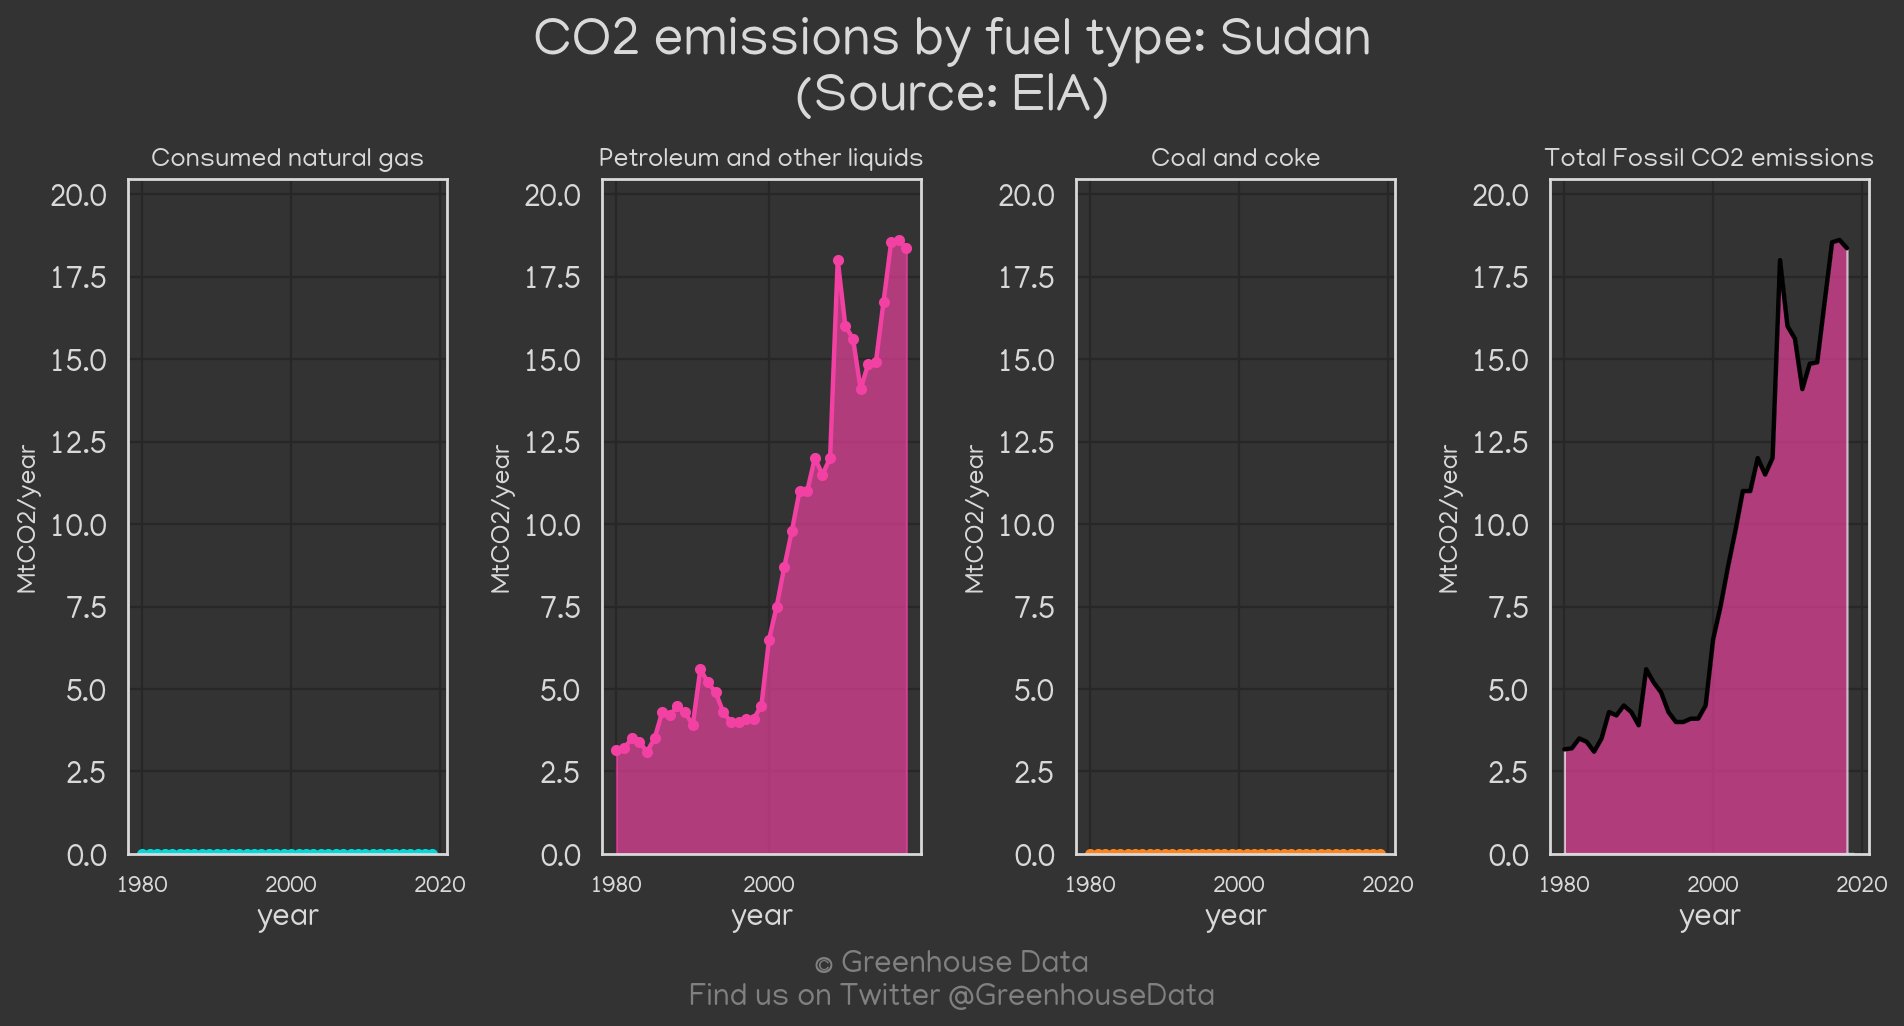 CO2 emissions by fuel type: Sudan
(Source: EIA)
Consumed natural gas
Petroleum and other liquids
Coal and coke
Total Fossil CO2 emissions
MtCO2/year
20.0
17.5
15.0
12.5
10.0
7.5
5.0
2.5
0.0
1980
2000
2020
year
MtCO2/year
20.0
17.5
15.0
12.5
10.0
7.5
5.0
2.5
0.0
1980
2000
year
MtCO2/year
20.0
17.5
15.0
12.5
10.0
7.5
5.0
2.5
0.0
1980
2000
2020
year
MtCO2/year
20.0
17.5
15.0
12.5
10.0
7.5
5.0
2.5
0.0
1980
2000
2020
year
© Greenhouse Data
Find us on Twitter @GreenhouseData